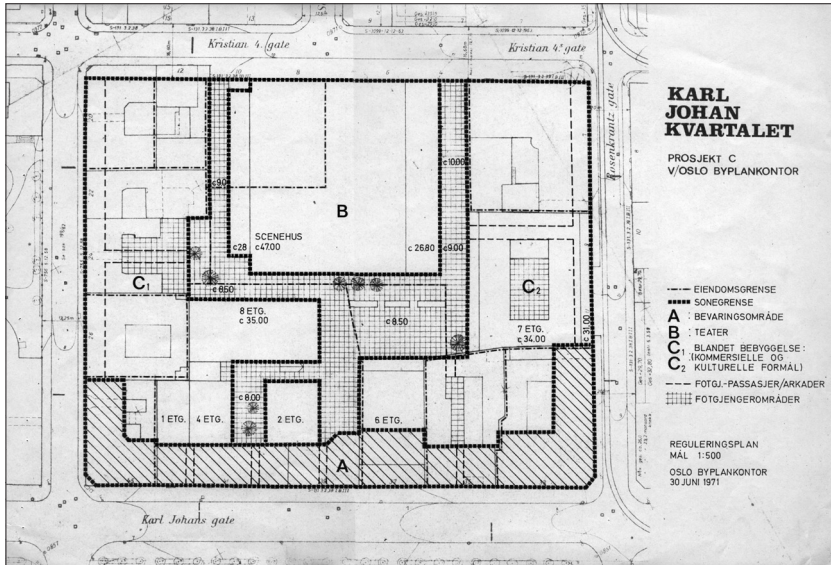 Kristian 4. gate
Kristian 4. gate
Rosenkrantz gate
KARL
JOHAN
KVARTALET
PROSJEKT C
V/OSLO BYPLANKONTOR
c 10.00
c 9.0
B
SCENEHUS
c 47.00
c 28
c 26.80
c 9.00
C1
c 8.50
8 ETG.
c 35.00
c 8.50
C2
7 ETG.
c 34.00
c 31.00
c 8.00
1 ETG.
4 ETG.
2 ETG.
6 ETG.
A
Karl Johans gate
EIENDOMSGRENSE
SONEGRENSE
A : BEVARINGSOMRÅDE
B : TEATER
C1 BLANDET BEBYGGELSE :
C2 (KOMMERSIELLE OG
KULTURELLE FORMÅL)
FOTGJ.-PASSAJER/ARKADER
FOTGJENGEROMRÅDER
REGULERINGSPLAN
MÅL 1:500
OSLO BYPLANKONTOR
30 JUNI 1971